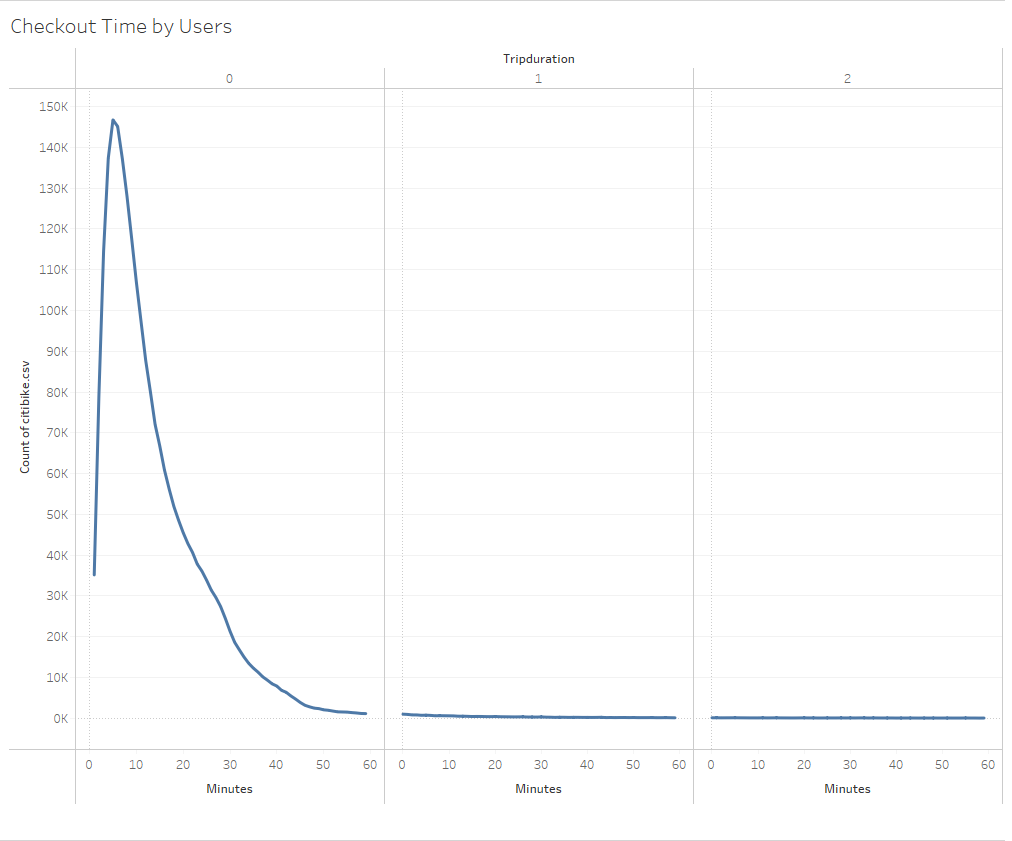 Checkout Time by Users
Tripduration
0 1 2
150K
140K
130K
120K
110K
100K
90K
80K
70K
60K
50K
40K
30K
20K
10K
0K
Count of citibike.csv
0 10 20 30 40 50 60 0 10 20 30 40 50 60 0 10 20 30 40 50 60
Minutes Minutes Minutes